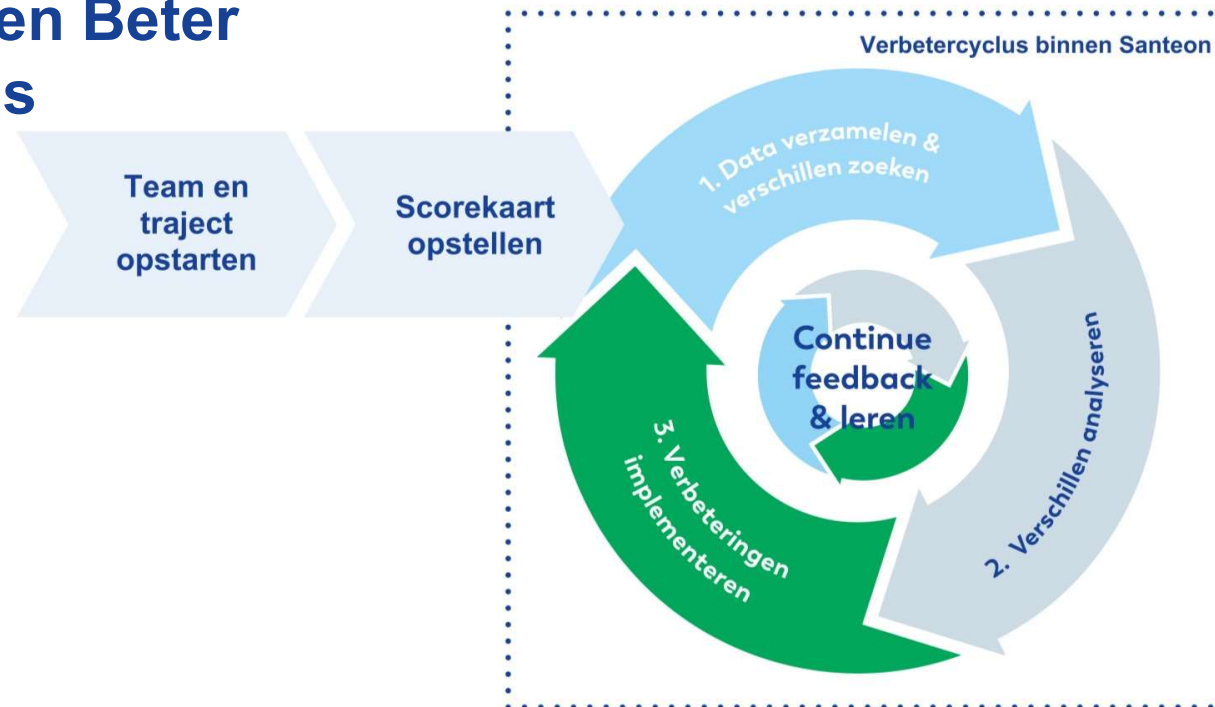 en Beter
s
Verbetercyclus binnen Santeon
Team en
traject
opstarten
Scorekaart
opstellen
1. Data verzamelen &
verschillen zoeken
2. Verschillen analyseren
3. Verbeteringen
implementeren
Continue
feedback
& leren